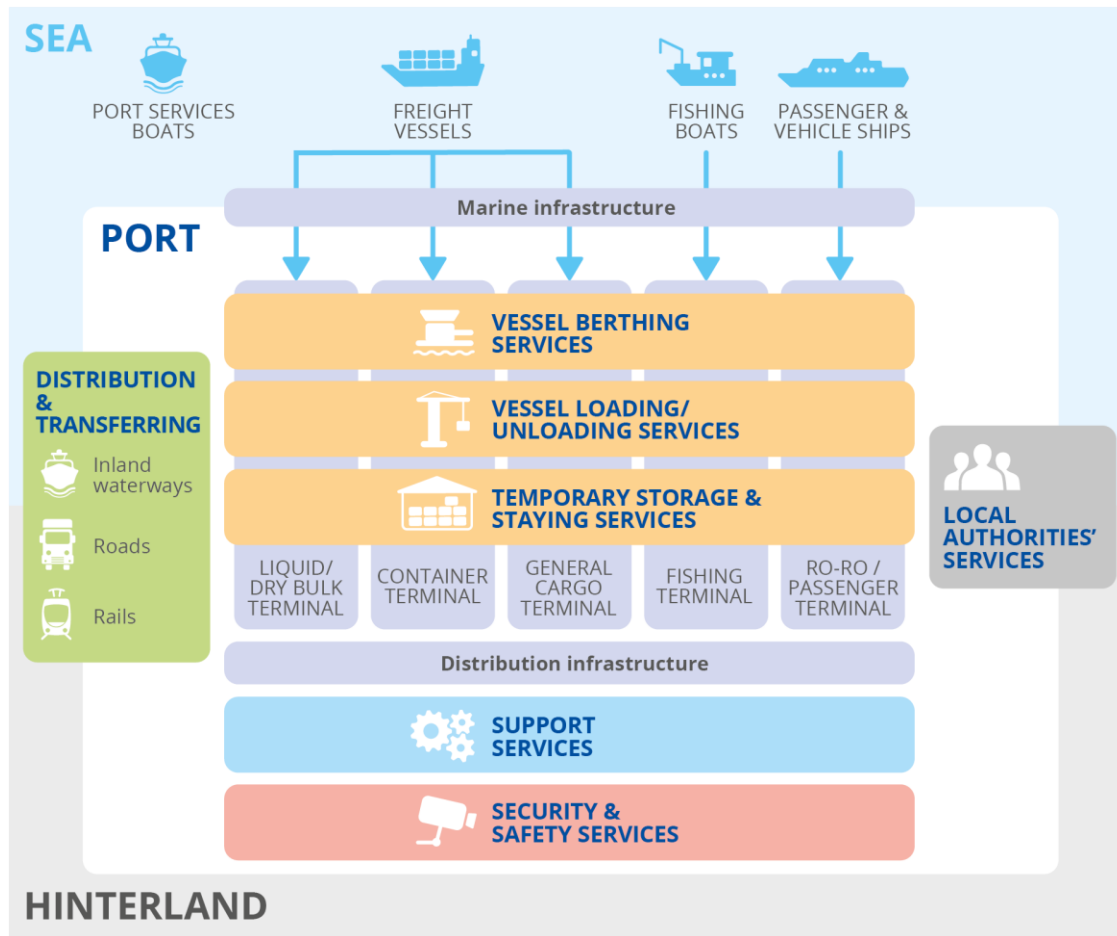 SEA
PORT SERVICES
BOATS
FREIGHT
VESSELS
FISHING
BOATS
PASSENGER &
VEHICLE SHIPS
Marine infrastructure
PORT
VESSEL BERTHING
SERVICES
DISTRIBUTION
&
TRANSFERRING
Inland
waterways
Roads
Rails
VESSEL LOADING/
UNLOADING SERVICES
TEMPORARY STORAGE &
STAYING SERVICES
LOCAL
AUTHORITIES’
SERVICES
LIQUID/
DRY BULK
TERMINAL
CONTAINER
TERMINAL
GENERAL
CARGO
TERMINAL
FISHING
TERMINAL
RO-RO /
PASSENGER
TERMINAL
Distribution infrastructure
SUPPORT
SERVICES
SECURITY &
SAFETY SERVICES
HINTERLAND